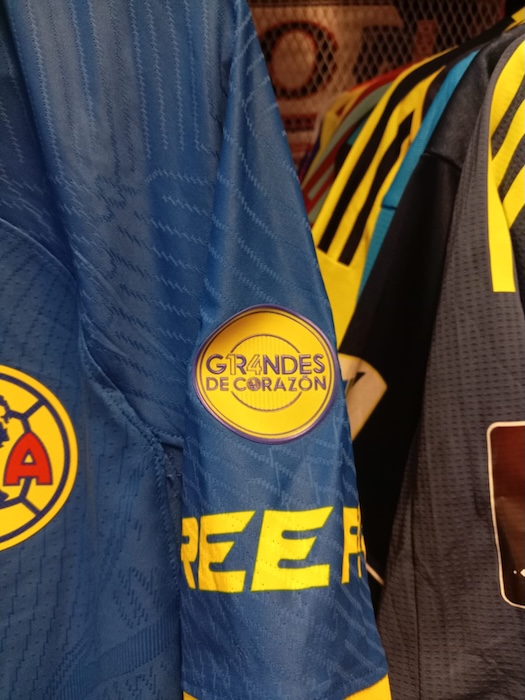 A
GR4NDES
DE CORAZÓN
REE F